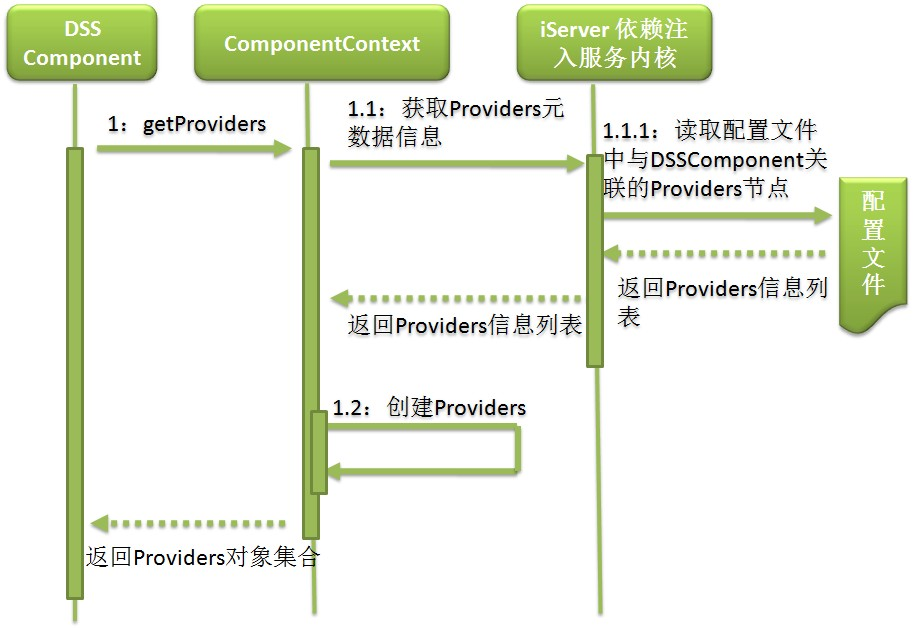 DSS
Component
ComponentContext
iServer 依赖注
入服务内核
1：getProviders
1.1：获取Providers元
数据信息
1.1.1：读取配置文件
中与DSSComponent关
联的Providers节点
配
置
文
件
返回Providers信息列
表
返回Providers信息列表
1.2：创建Providers
返回Providers对象集合